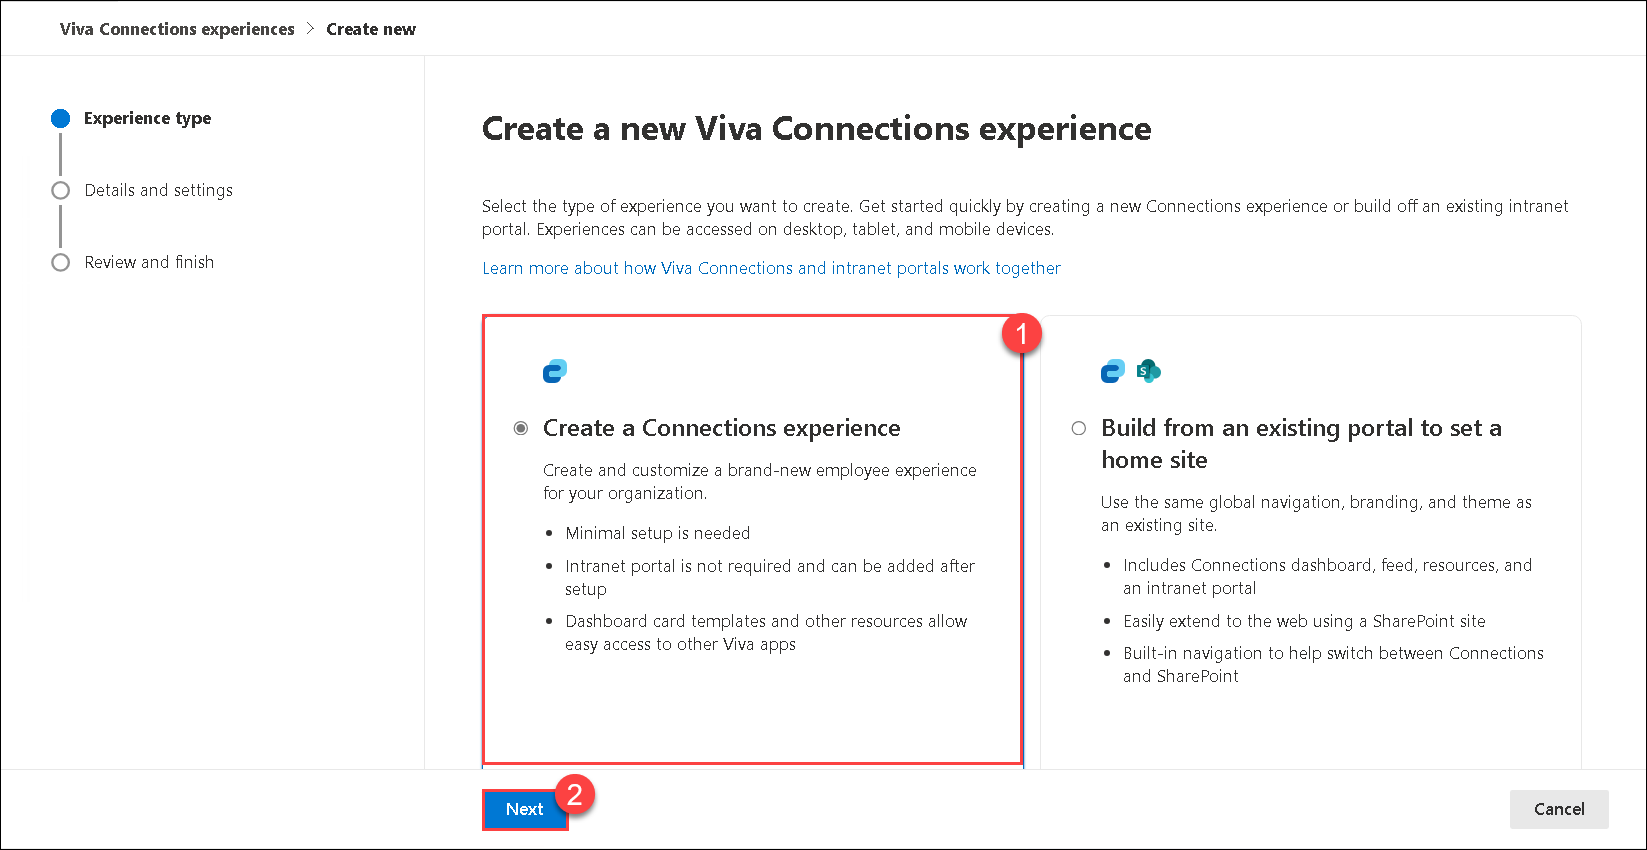 Viva Connections experiences > Create new
Experience type
Details and settings
Review and finish
Create a new Viva Connections experience
Select the type of experience you want to create. Get started quickly by creating a new Connections experience or build off an existing intranet
portal. Experiences can be accessed on desktop, tablet, and mobile devices.
Learn more about how Viva Connections and intranet portals work together
1
Create a Connections experience
Create and customize a brand-new employee experience
for your organization.
• Minimal setup is needed
• Intranet portal is not required and can be added after
setup
• Dashboard card templates and other resources allow
easy access to other Viva apps
S
Build from an existing portal to set a
home site
Use the same global navigation, branding, and theme as
an existing site.
• Includes Connections dashboard, feed, resources, and
an intranet portal
• Easily extend to the web using a SharePoint site
• Built-in navigation to help switch between Connections
and SharePoint
Next
2
Cancel